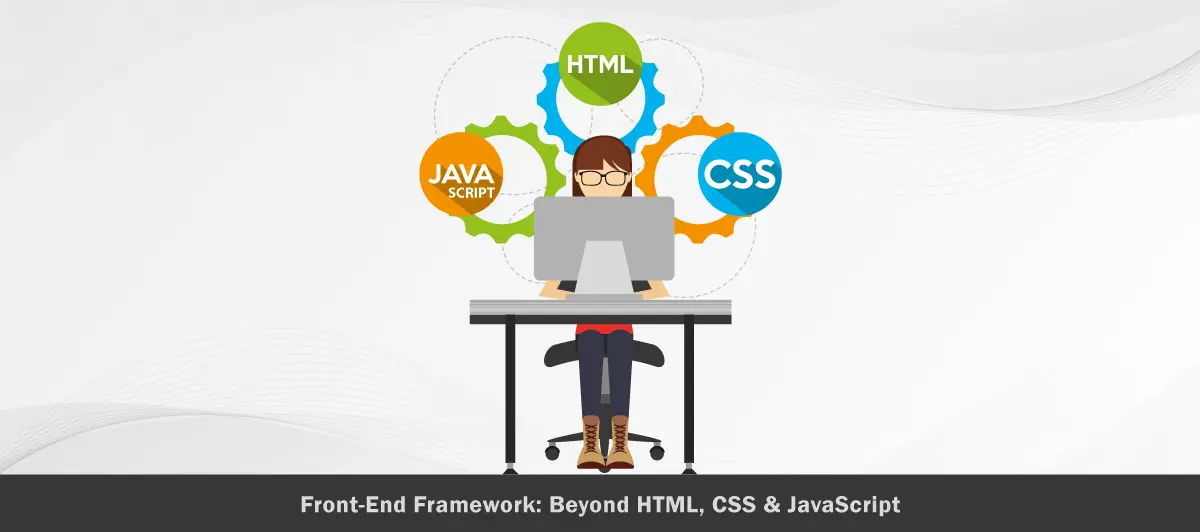 HTML
JAVA
SCRIPT
CSS
Front-End Framework: Beyond HTML, CSS & JavaScript